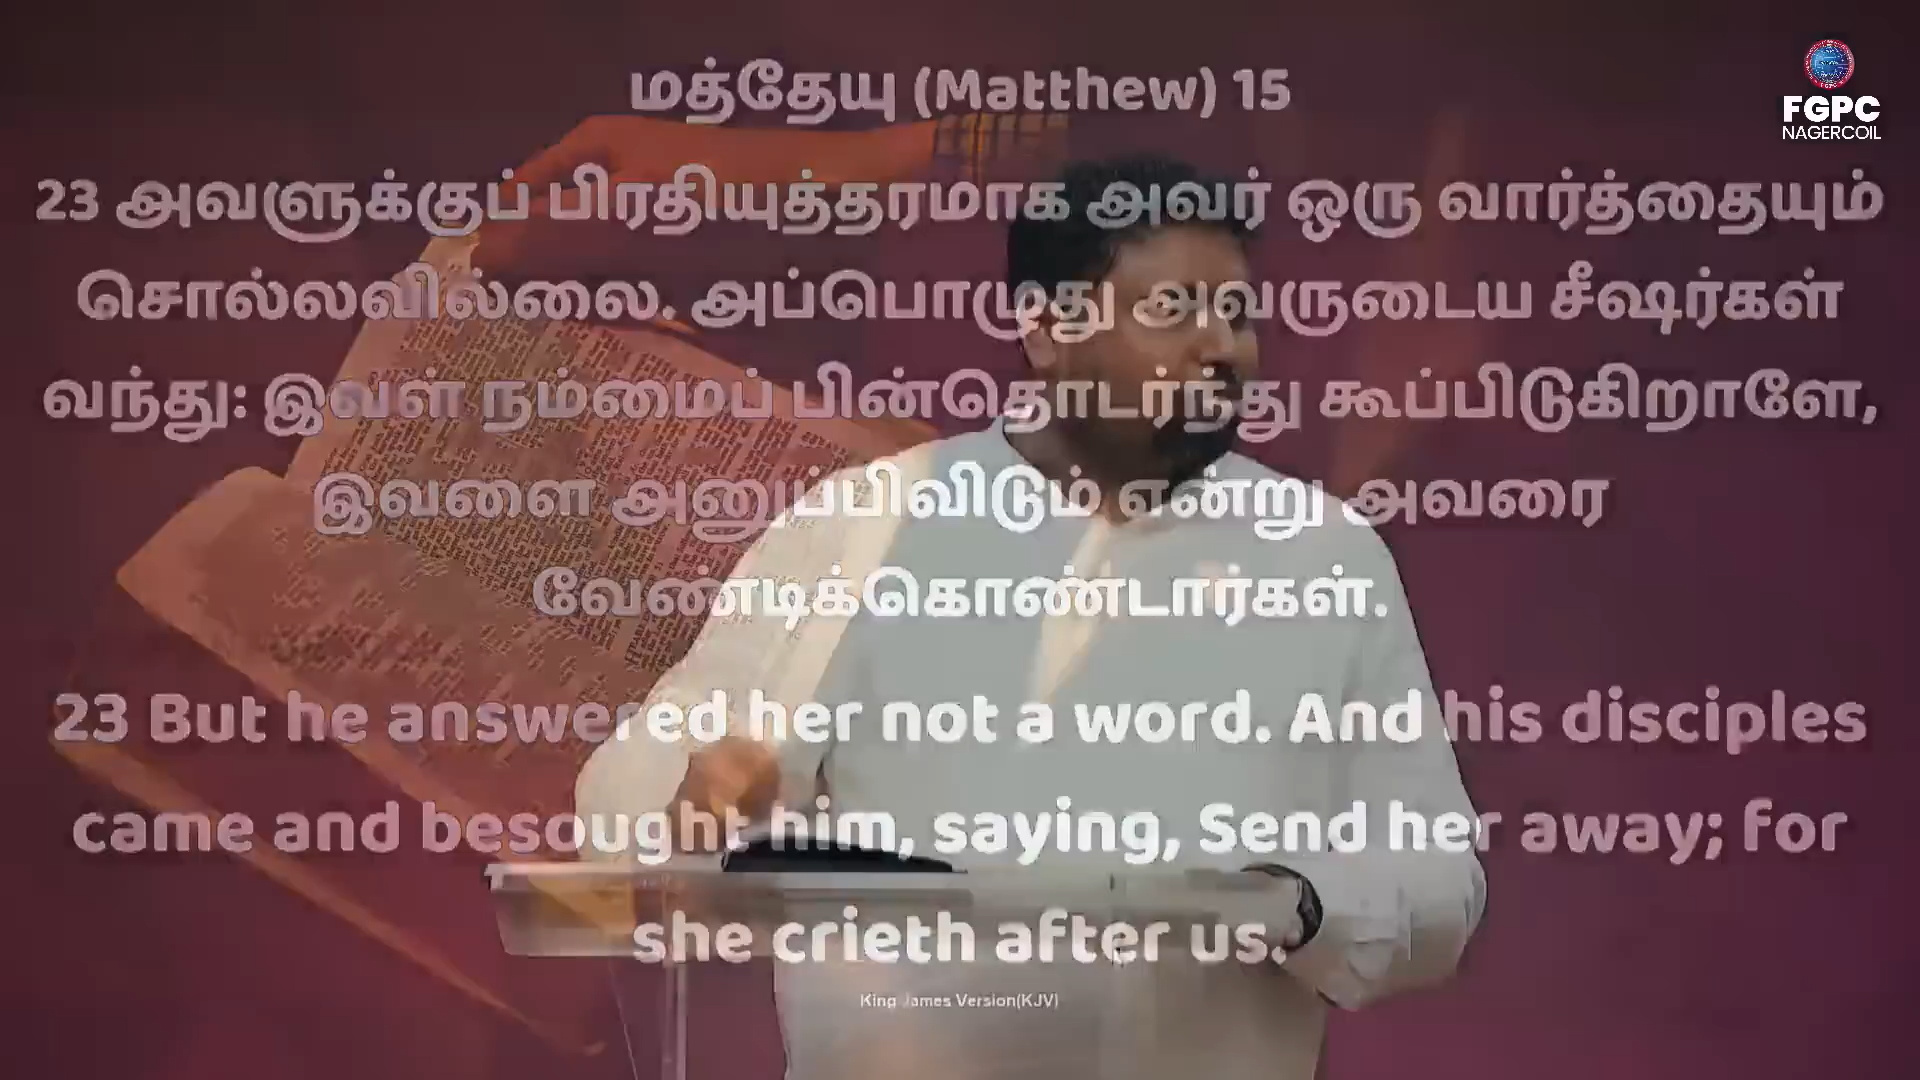 FGPC
NAGERCOIL
மத்தேயு (Matthew) 15
23 அவளுக்குப் பிரதியுத்தரமாக அவர் ஒரு வார்த்தையும்
சொல்லவில்லை. அப்பொழுது அவருடைய சீஷர்கள்
வந்து: இவள் நம்மைப் பின்தொடர்ந்து கூப்பிடுகிறாளே,
இவளை அனுப்பிவிடும் என்று அவரை
வேண்டிக்கொண்டார்கள்.
23 But he answered her not a word. And his disciples
came and besought him, saying, Send her away; for
she crieth after us.
King James Version(KJV)